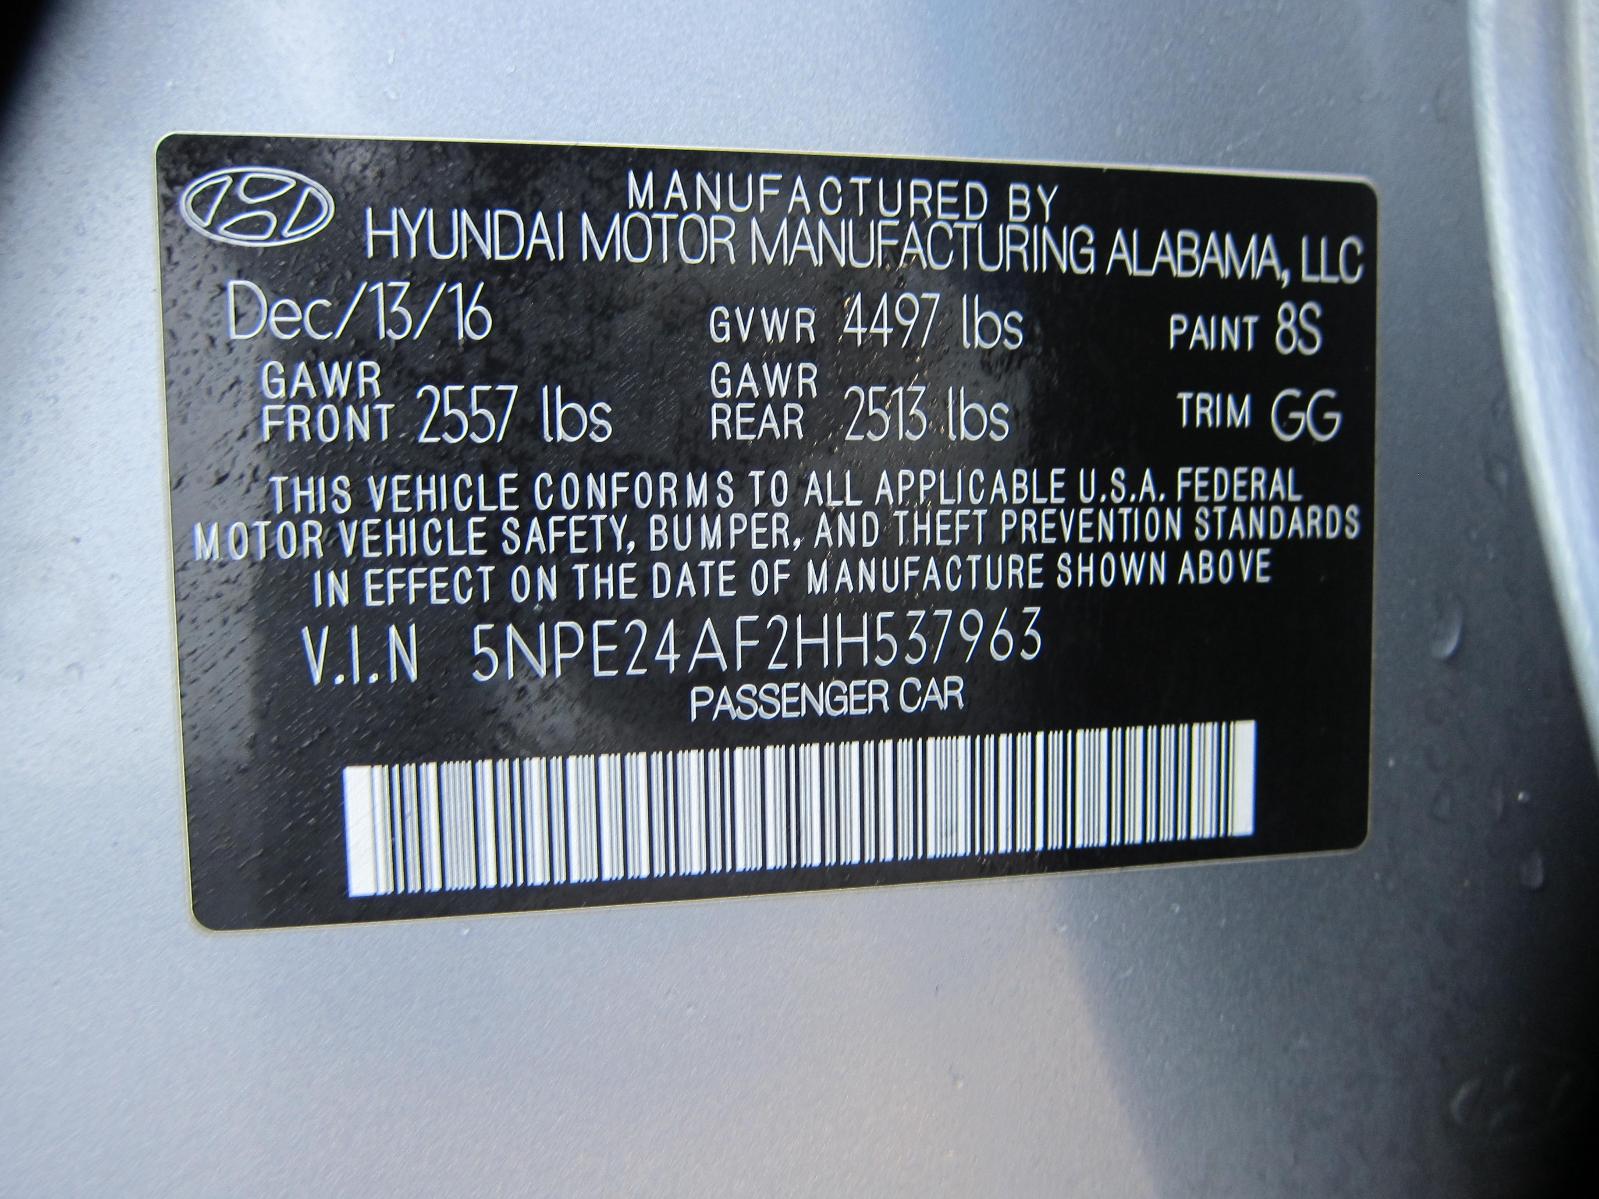 MANUFACTURED BY
HYUNDAI MOTOR MANUFACTURING ALABAMA, LLC
Dec/13/16 GVWR 4497 lbs PAINT 8S
GAWR FRONT 2557 lbs GAWR REAR 2513 lbs TRIM GG
THIS VEHICLE CONFORMS TO ALL APPLICABLE U.S.A. FEDERAL
MOTOR VEHICLE SAFETY, BUMPER, AND THEFT PREVENTION STANDARDS
IN EFFECT ON THE DATE OF MANUFACTURE SHOWN ABOVE
V.I.N 5NPE24AF2HH537963
PASSENGER CAR